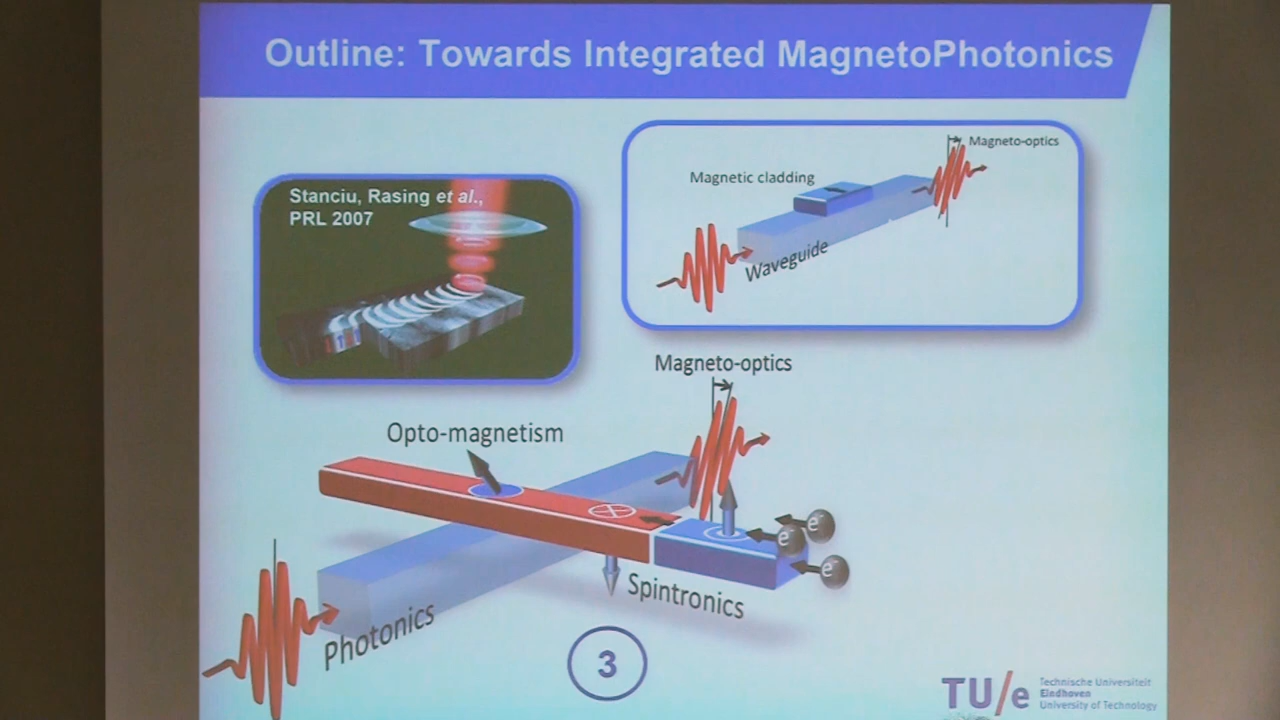 Outline: Towards Integrated MagnetoPhotonics
Stanciu, Rasing et al.,
PRL 2007
Magneto-optics
Magnetic cladding
Waveguide
Magneto-optics
Opto-magnetism
e⁻
e⁻
e⁻
Spintronics
Photonics
3
TU/e
Technische Universiteit
Eindhoven
University of Technology